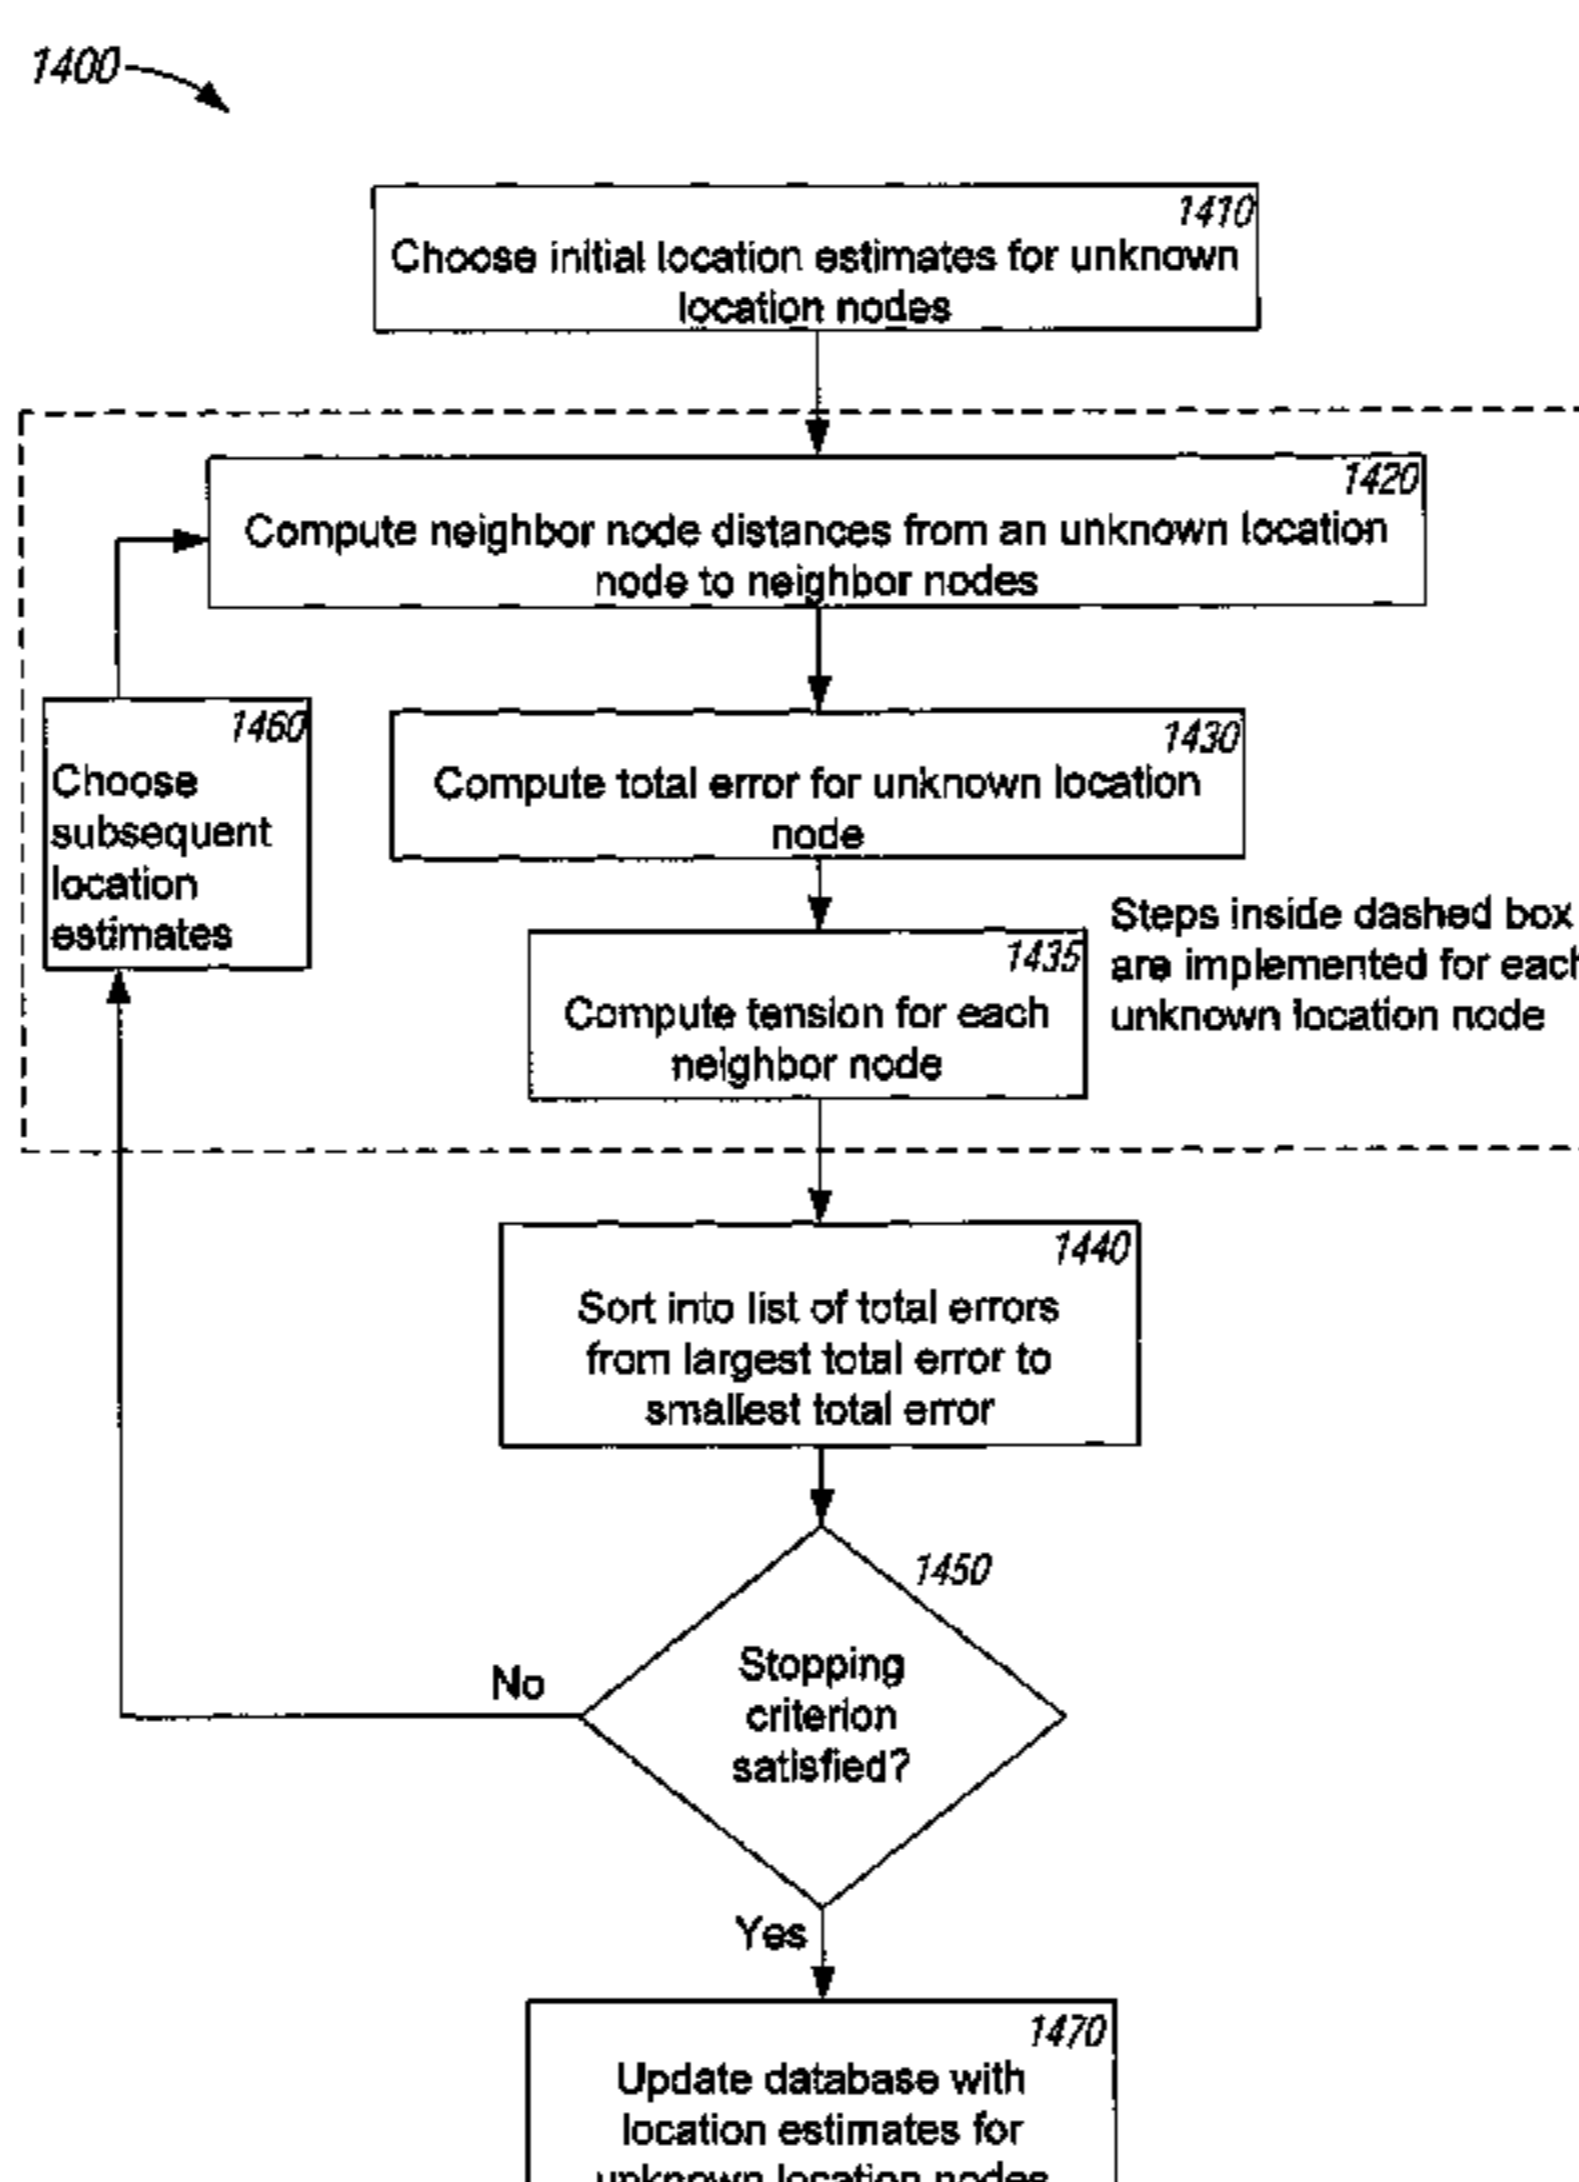 1400
1410
Choose initial location estimates for unknown
location nodes
1420
Compute neighbor node distances from an unknown location
node to neighbor nodes
1460
Choose
subsequent
location
estimates
1430
Compute total error for unknown location
node
1435
Compute tension for each
neighbor node
Steps inside dashed box
are implemented for each
unknown location node
1440
Sort into list of total errors
from largest total error to
smallest total error
1450
Stopping
criterion
satisfied?
No
Yes
1470
Update database with
location estimates for
unknown location nodes